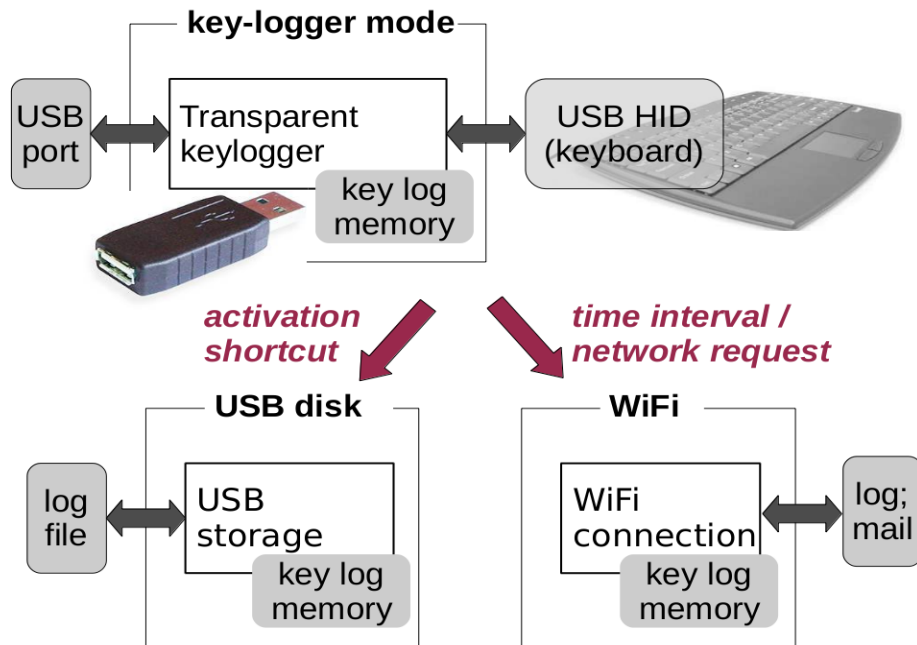 key-logger mode
USB
port
Transparent
keylogger
key log
memory
USB HID
(keyboard)
activation
shortcut
time interval /
network request
USB disk
log
file
USB
storage
key log
memory
WiFi
WiFi
connection
key log
memory
log;
mail